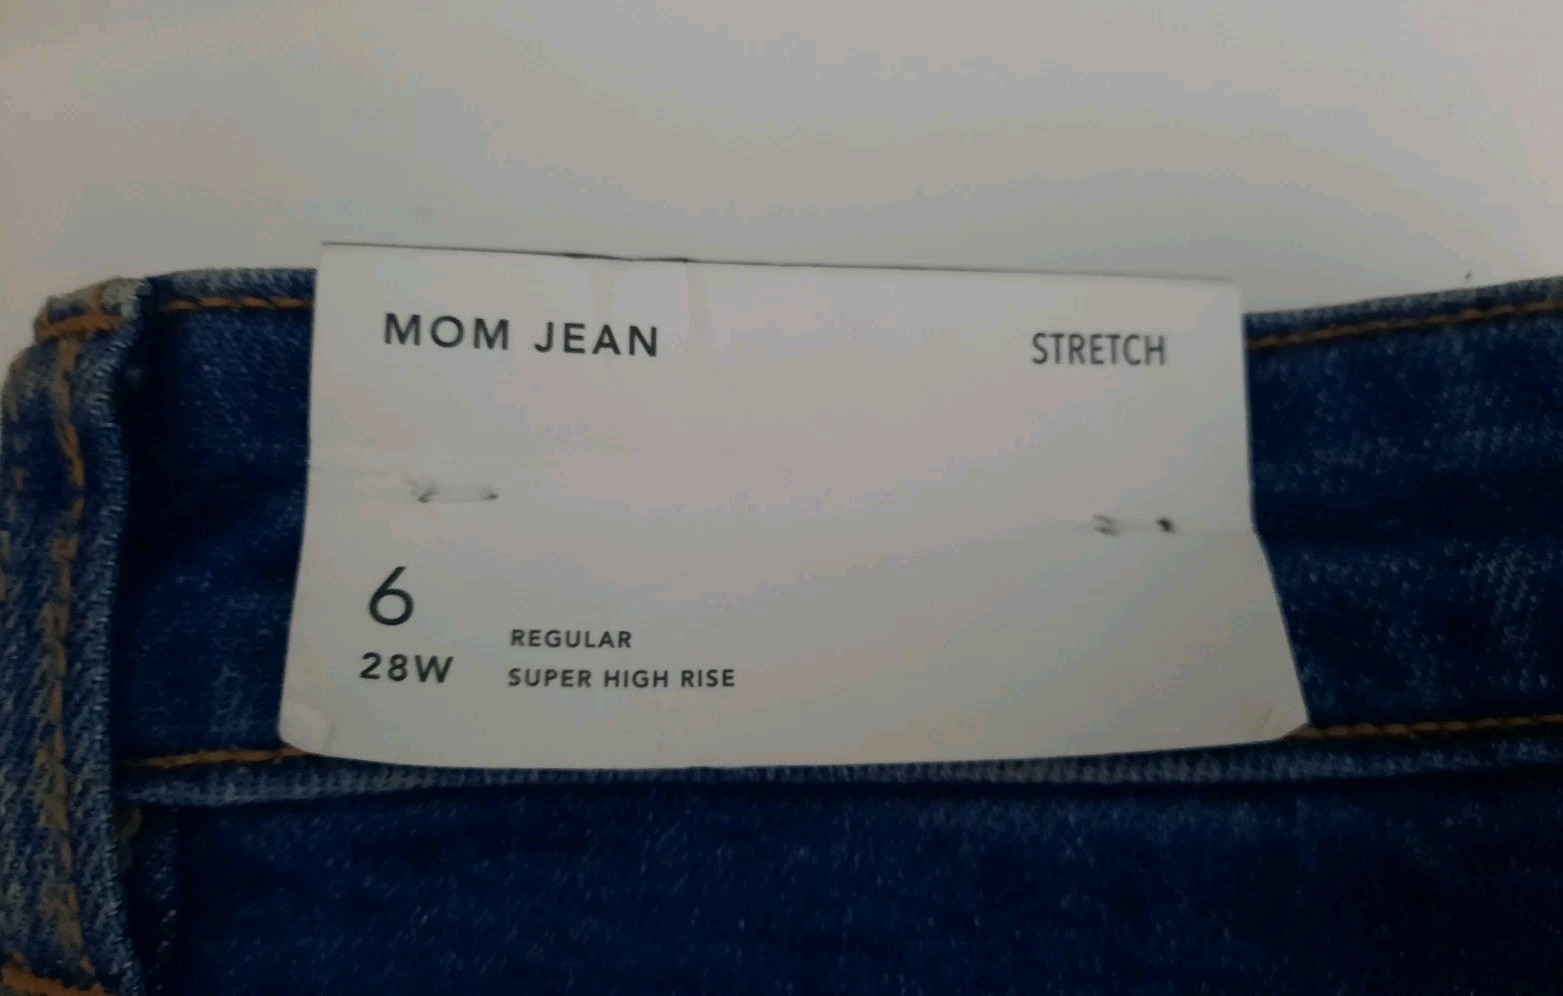 MOM JEAN
STRETCH
6
28W
REGULAR
SUPER HIGH RISE